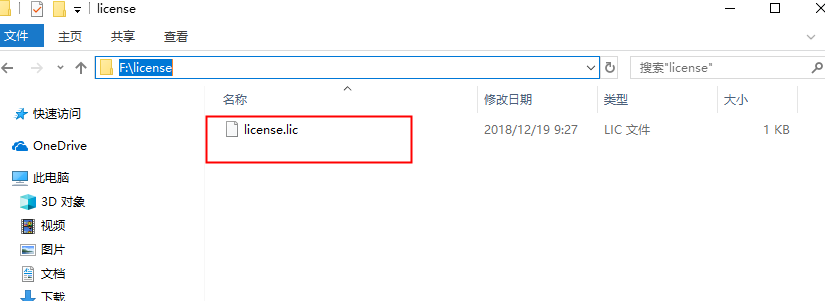 license
文件 主页 共享 查看
F:\license 搜索"license"
名称 修改日期 类型 大小
快速访问
license.lic 2018/12/19 9:27 LIC 文件 1 KB
OneDrive
此电脑
3D 对象
视频
图片
文档
下载